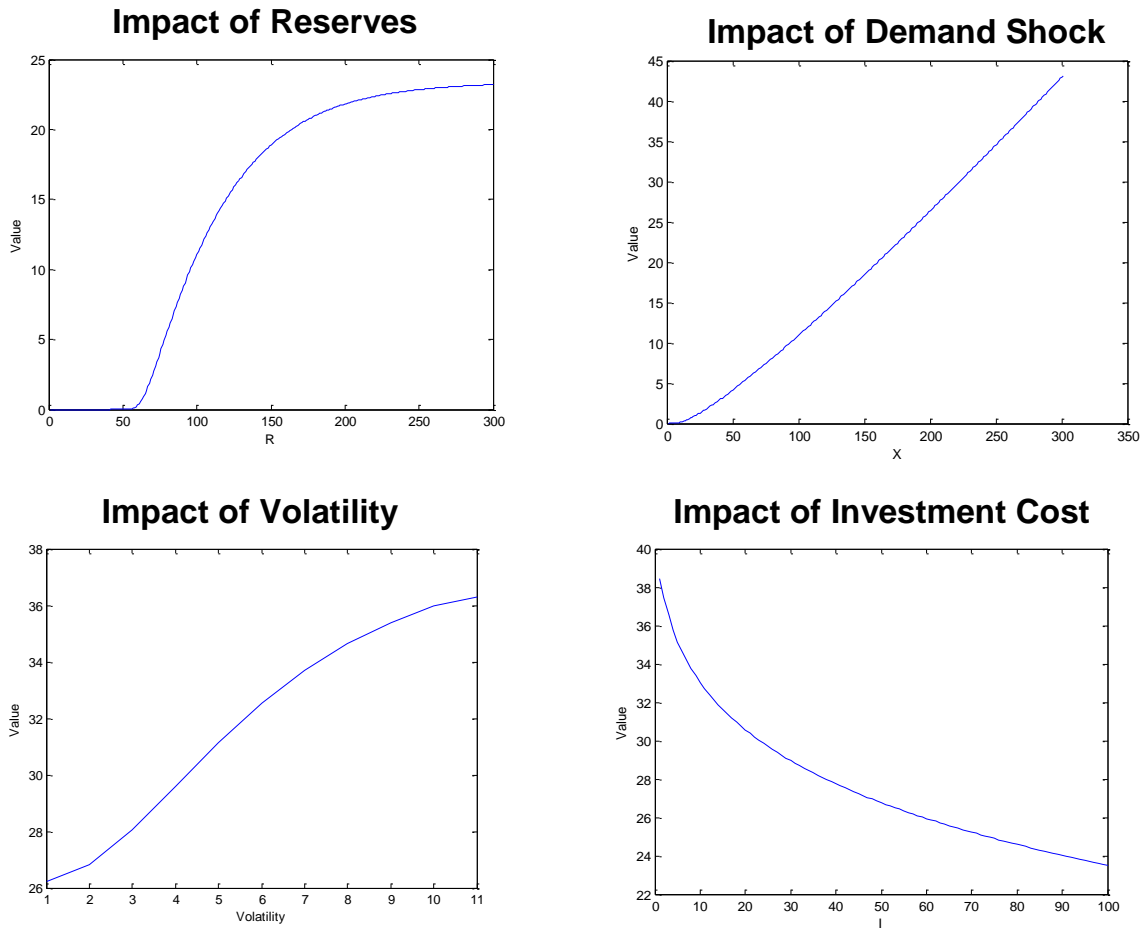 Impact of Reserves
25
20
15
10
5
0
Value
0 50 100 150 200 250 300
R
Impact of Demand Shock
45
40
35
30
25
20
15
10
5
0
Value
0 50 100 150 200 250 300 350
X
Impact of Volatility
38
36
34
32
30
28
26
Value
1 2 3 4 5 6 7 8 9 10 11
Volatility
Impact of Investment Cost
40
38
36
34
32
30
28
26
24
22
Value
0 10 20 30 40 50 60 70 80 90 100
I